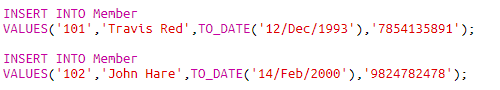 INSERT INTO Member
VALUES('101','Travis Red',TO_DATE('12/Dec/1993'),'7854135891');
INSERT INTO Member
VALUES('102','John Hare',TO_DATE('14/Feb/2000'),'9824782478');